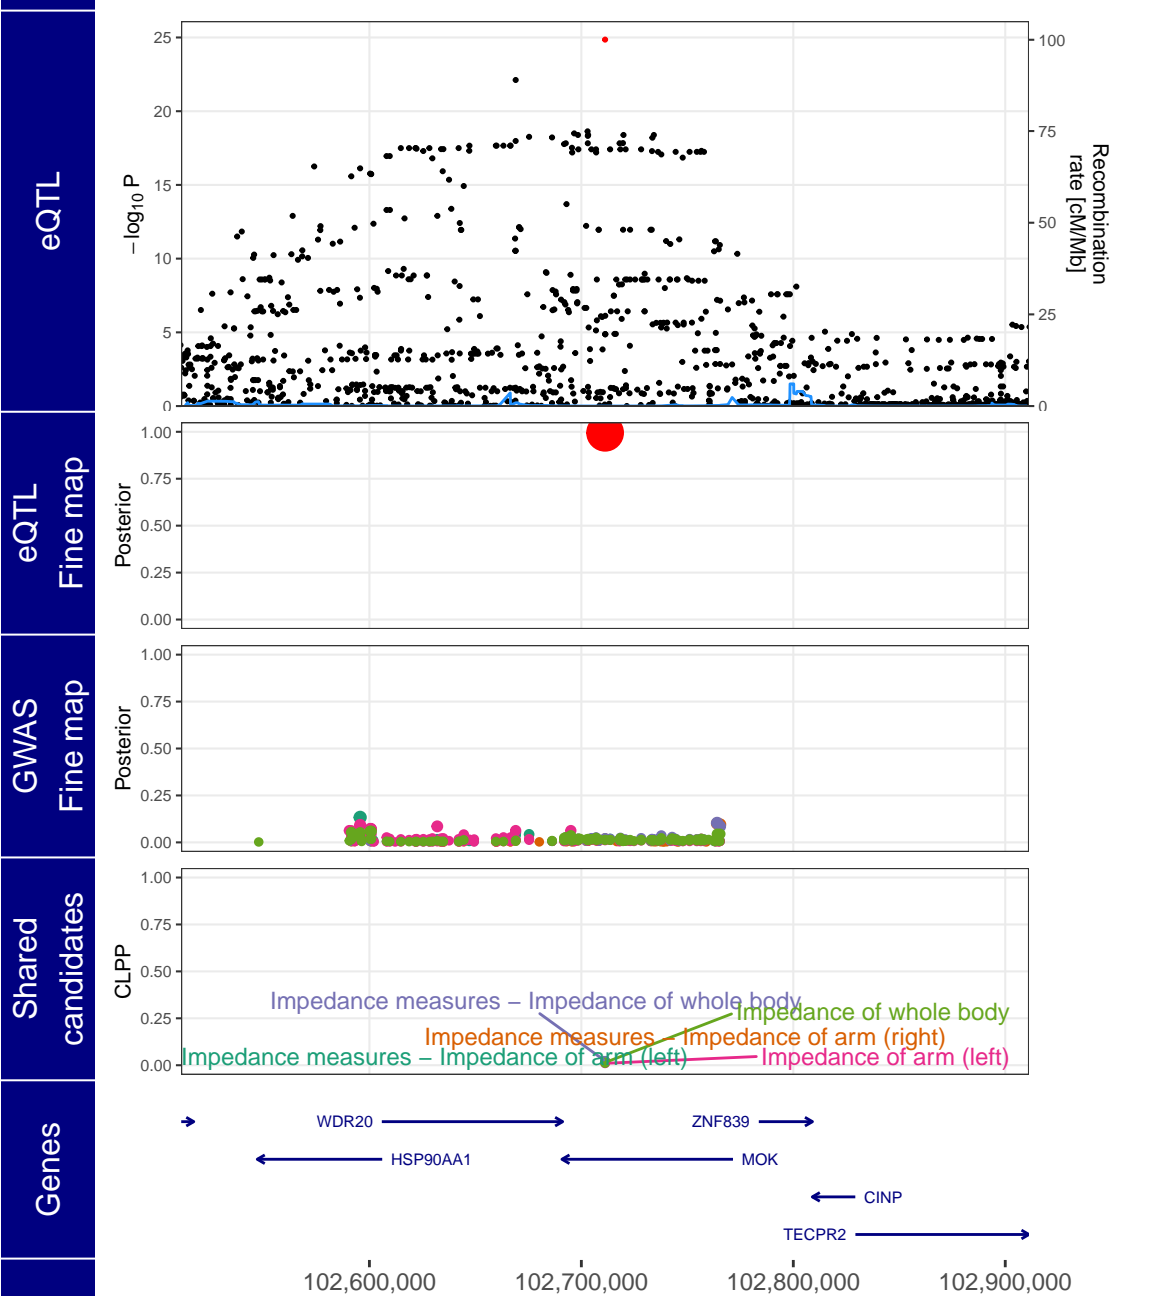 eQTL
−log10 P
25
20
15
10
5
0
100
75
50
25
0
Recombination
rate [cM/Mb]
eQTL
Fine map
Posterior
1.00
0.75
0.50
0.25
0.00
GWAS
Fine map
Posterior
1.00
0.75
0.50
0.25
0.00
Shared
candidates
CLPP
1.00
0.75
0.50
0.25
0.00
Impedance measures − Impedance of whole body
Impedance of whole body
Impedance measures − Impedance of arm (right)
Impedance measures − Impedance of arm (left)
Impedance of arm (left)
Genes
WDR20
ZNF839
HSP90AA1
MOK
CINP
TECPR2
102,600,000
102,700,000
102,800,000
102,900,000